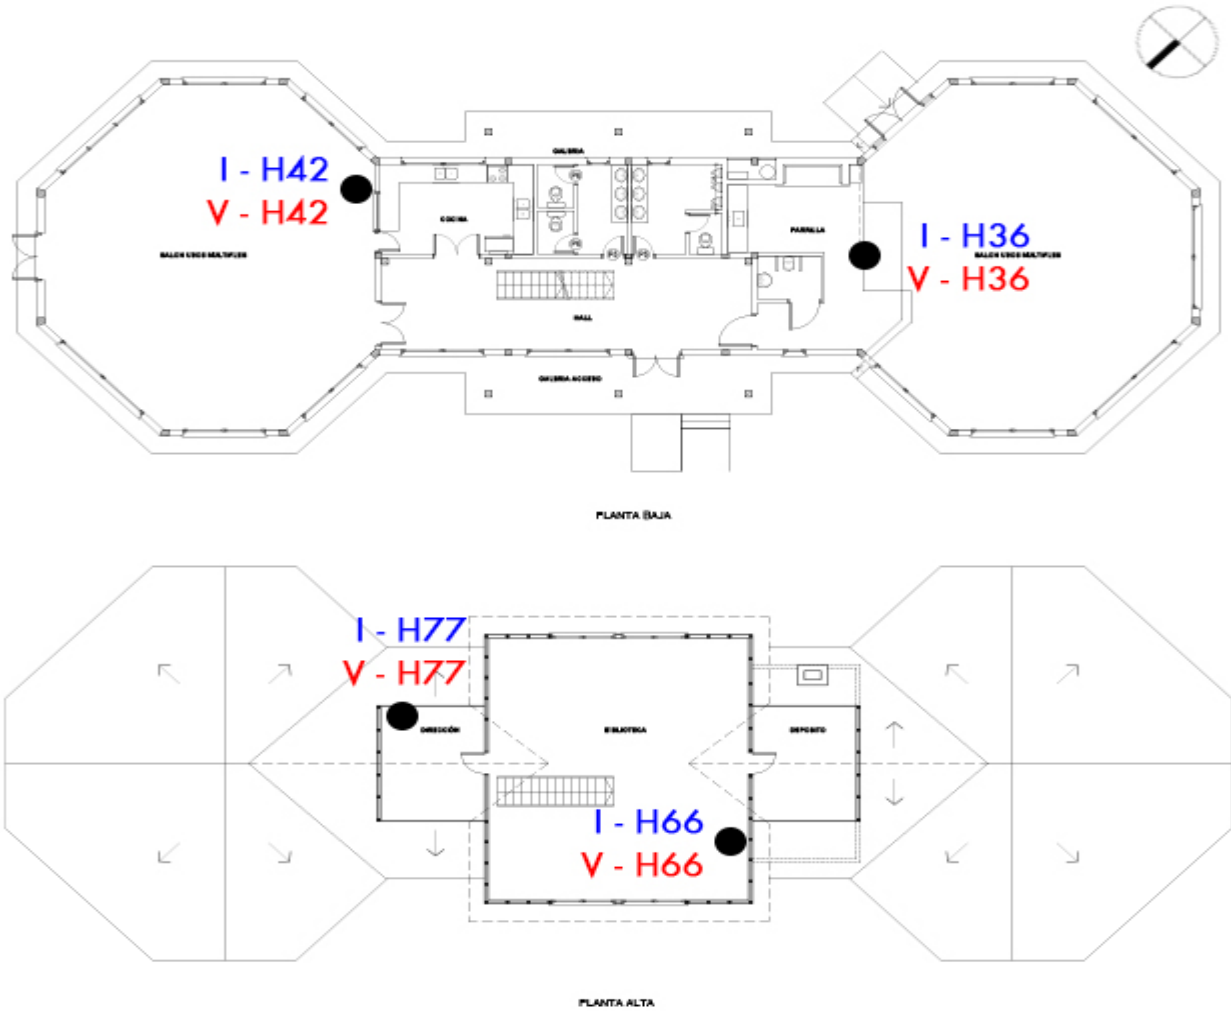 GALERIA
I - H42
V - H42
COCINA
PARRILLA
I - H36
V - H36
SALON USOS MULTIPLES
SALON USOS MULTIPLES
HALL
GALERIA ACCESO
PLANTA BAJA
I - H77
V - H77
DIRECCIÓN
BIBLIOTECA
DEPOSITO
I - H66
V - H66
PLANTA ALTA